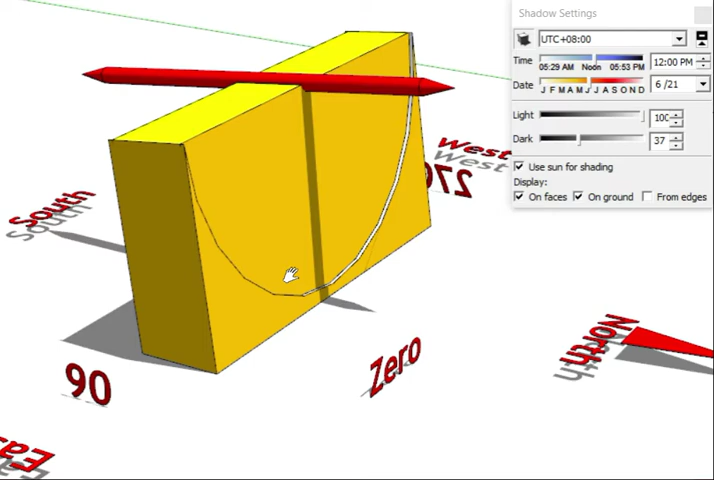 Shadow Settings
UTC+08:00
Time
05:29 AM Noon 05:53 PM
12:00 PM
Date
J F M A M J J A S O N D
6 /21
Light
100
Dark
37
Use sun for shading
Display:
On faces
On ground
From edges
West
West
270
South
South
90
Zero
North
North